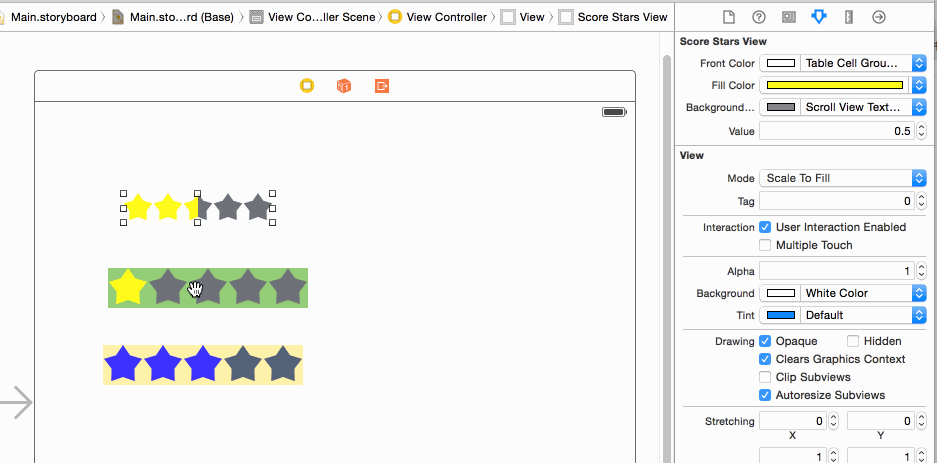 Main.storyboard Main.sto…rd (Base) View Co…ller Scene View Controller View Score Stars View
Score Stars View
Front Color Table Cell Grou…
Fill Color
Background… Scroll View Text…
Value 0.5
View
Mode Scale To Fill
Tag 0
Interaction User Interaction Enabled
Multiple Touch
Alpha 1
Background White Color
Tint Default
Drawing Opaque Hidden
Clears Graphics Context
Clip Subviews
Autoresize Subviews
Stretching 0 0
X Y
1 1